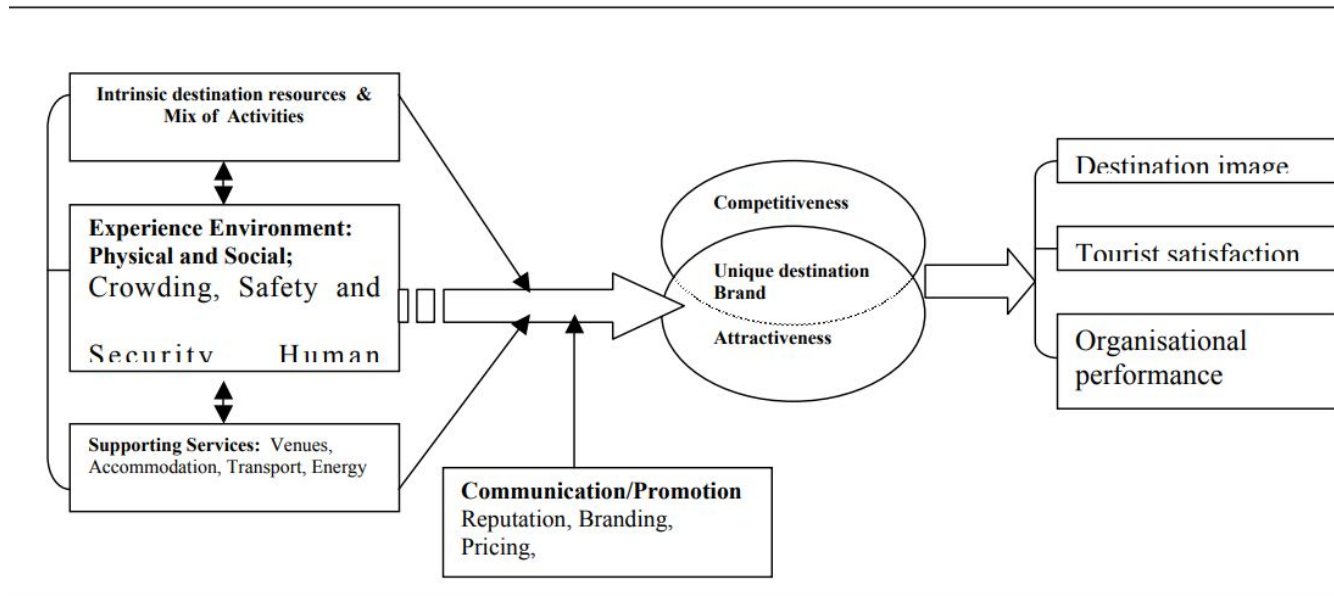 Intrinsic destination resources &
Mix of Activities
Experience Environment:
Physical and Social;
Crowding, Safety and
Security Human
Supporting Services: Venues,
Accommodation, Transport, Energy
Communication/Promotion
Reputation, Branding,
Pricing,
Competitiveness
Unique destination
Brand
Attractiveness
Destination image
Tourist satisfaction
Organisational
performance